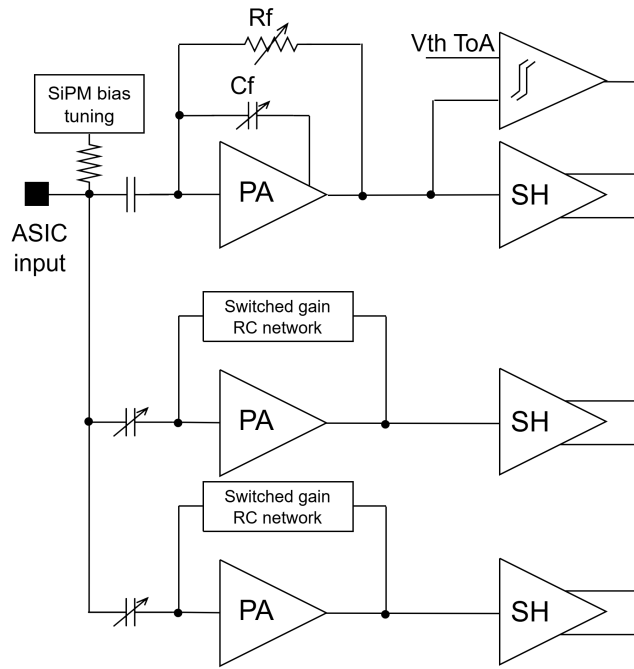 Rf
Vth ToA
SiPM bias
tuning
Cf
PA
SH
ASIC
input
Switched gain
RC network
PA
SH
Switched gain
RC network
PA
SH